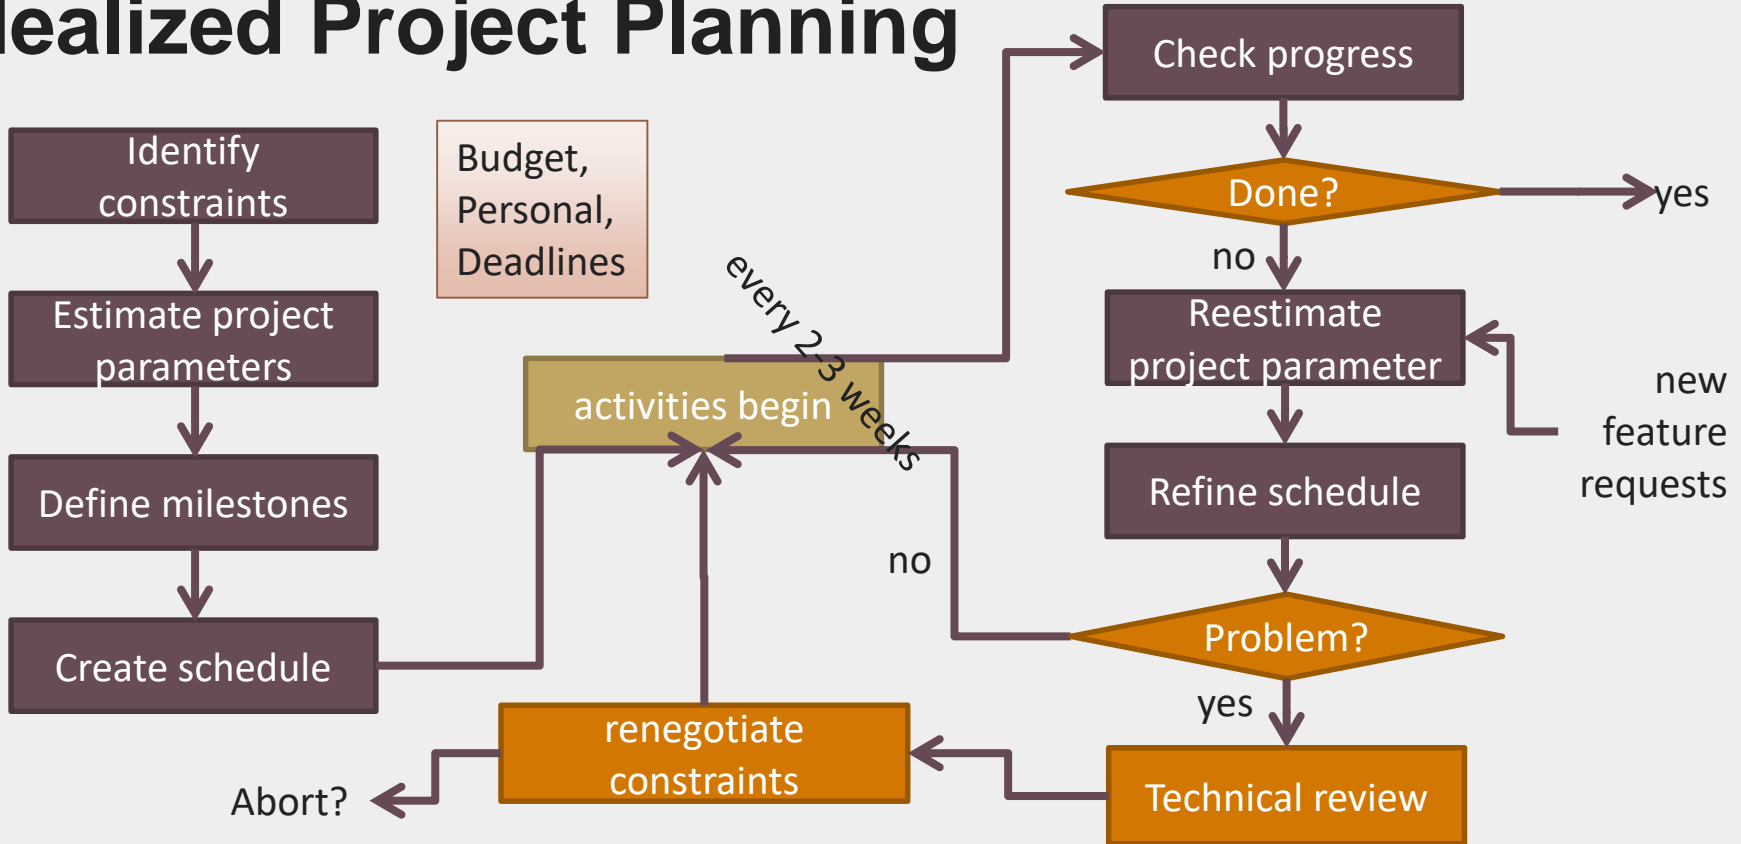 dealized Project Planning
Identify
constraints
Estimate project
parameters
Define milestones
Create schedule
Budget,
Personal,
Deadlines
every 2-3 weeks
activities begin
Check progress
Done?
yes
no
Reestimate
project parameter
new
feature
requests
Refine schedule
no
Problem?
yes
Technical review
renegotiate
constraints
Abort?